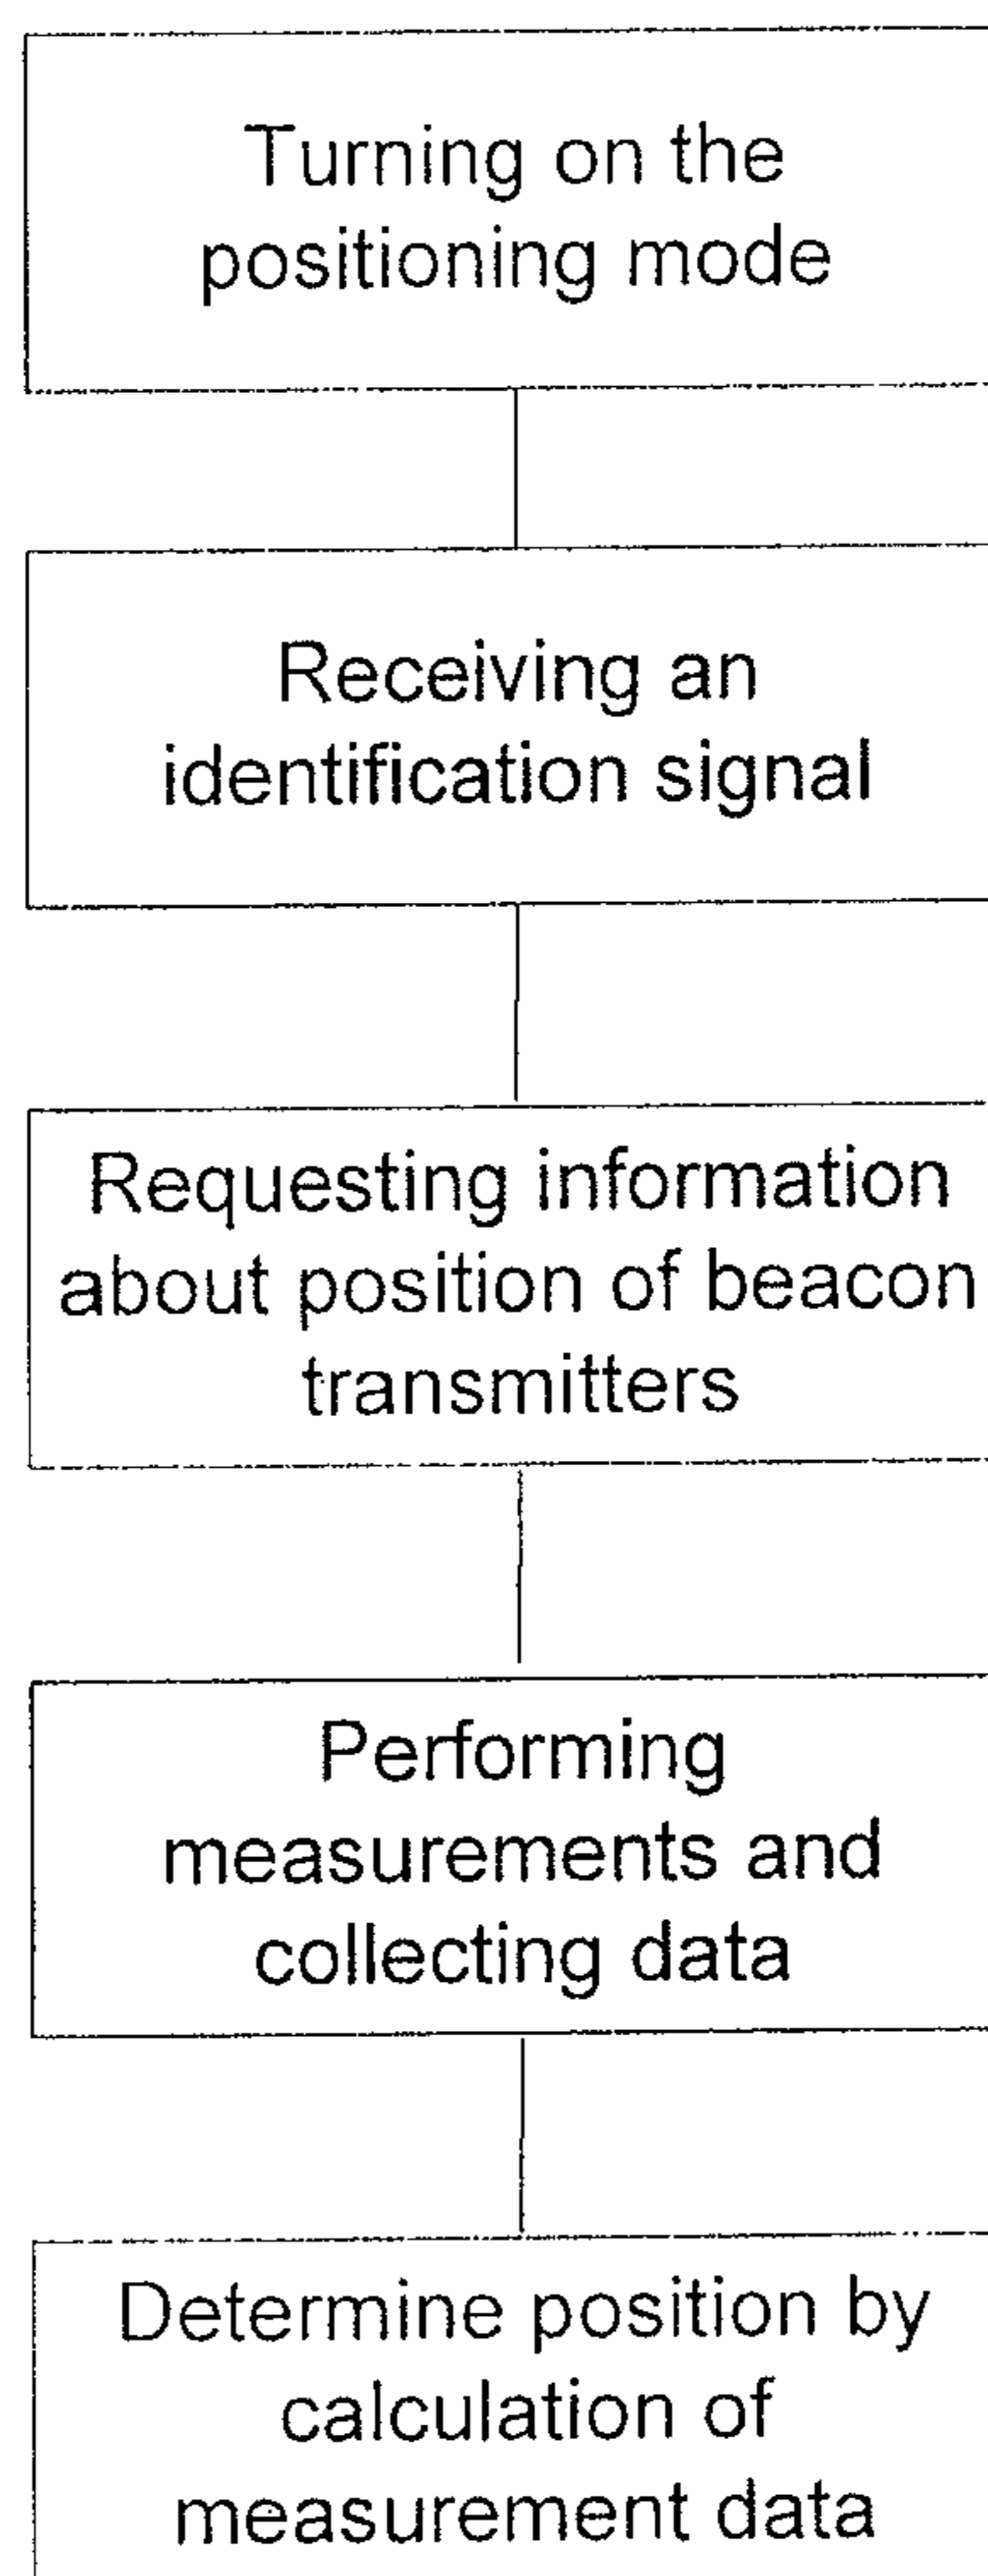 Turning on the
positioning mode
Receiving an
identification signal
Requesting information
about position of beacon
transmitters
Performing
measurements and
collecting data
Determine position by
calculation of
measurement data